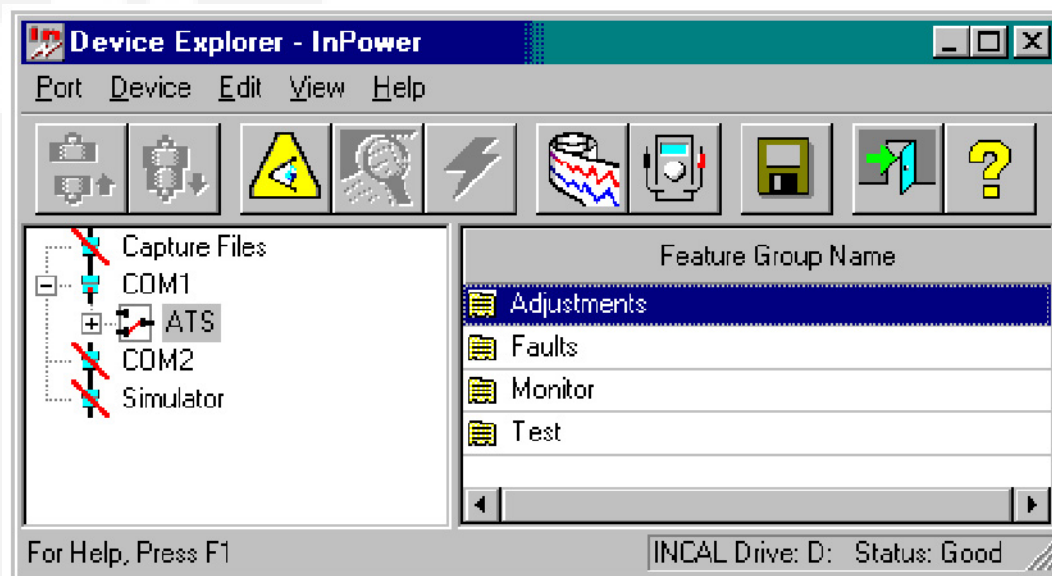 Device Explorer - InPower
Port Device Edit View Help
Capture Files
COM1
ATS
COM2
Simulator
Feature Group Name
Adjustments
Faults
Monitor
Test
For Help, Press F1
INCAL Drive: D: Status: Good